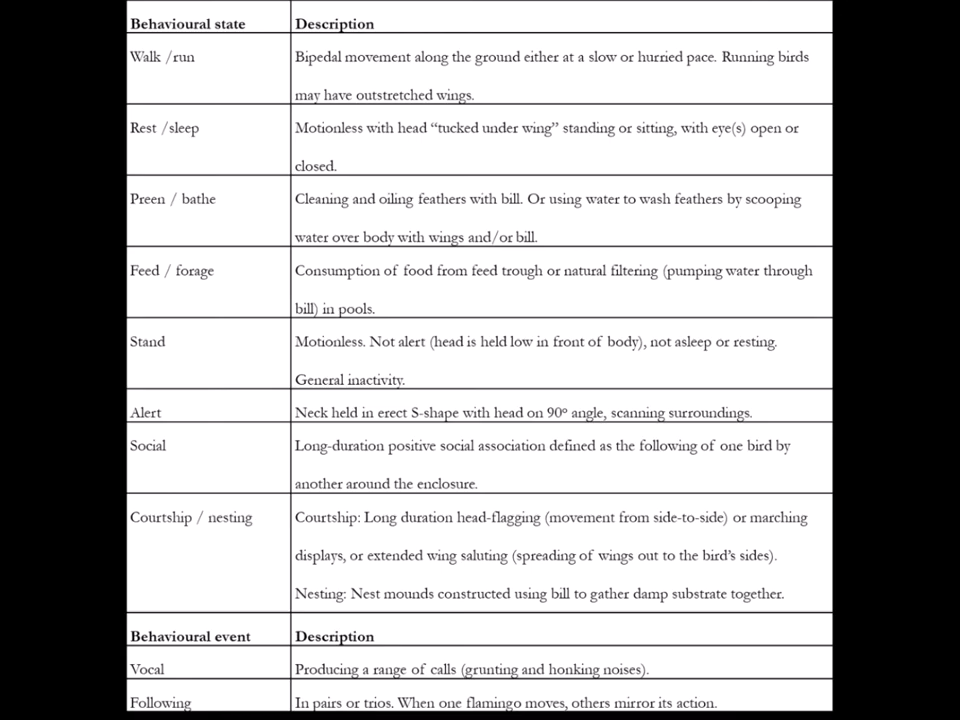 Behavioural state Description
Walk /run Bipedal movement along the ground either at a slow or hurried pace. Running birds
may have outstretched wings.
Rest /sleep Motionless with head “tucked under wing” standing or sitting, with eye(s) open or
closed.
Preen / bathe Cleaning and oiling feathers with bill. Or using water to wash feathers by scooping
water over body with wings and/or bill.
Feed / forage Consumption of food from feed trough or natural filtering (pumping water through
bill) in pools.
Stand Motionless. Not alert (head is held low in front of body), not asleep or resting.
General inactivity.
Alert Neck held in erect S-shape with head on 90º angle, scanning surroundings.
Social Long-duration positive social association defined as the following of one bird by
another around the enclosure.
Courtship / nesting Courtship: Long duration head-flagging (movement from side-to-side) or marching
displays, or extended wing saluting (spreading of wings out to the bird’s sides).
Nesting: Nest mounds constructed using bill to gather damp substrate together.
Behavioural event Description
Vocal Producing a range of calls (grunting and honking noises).
Following In pairs or trios. When one flamingo moves, others mirror its action.